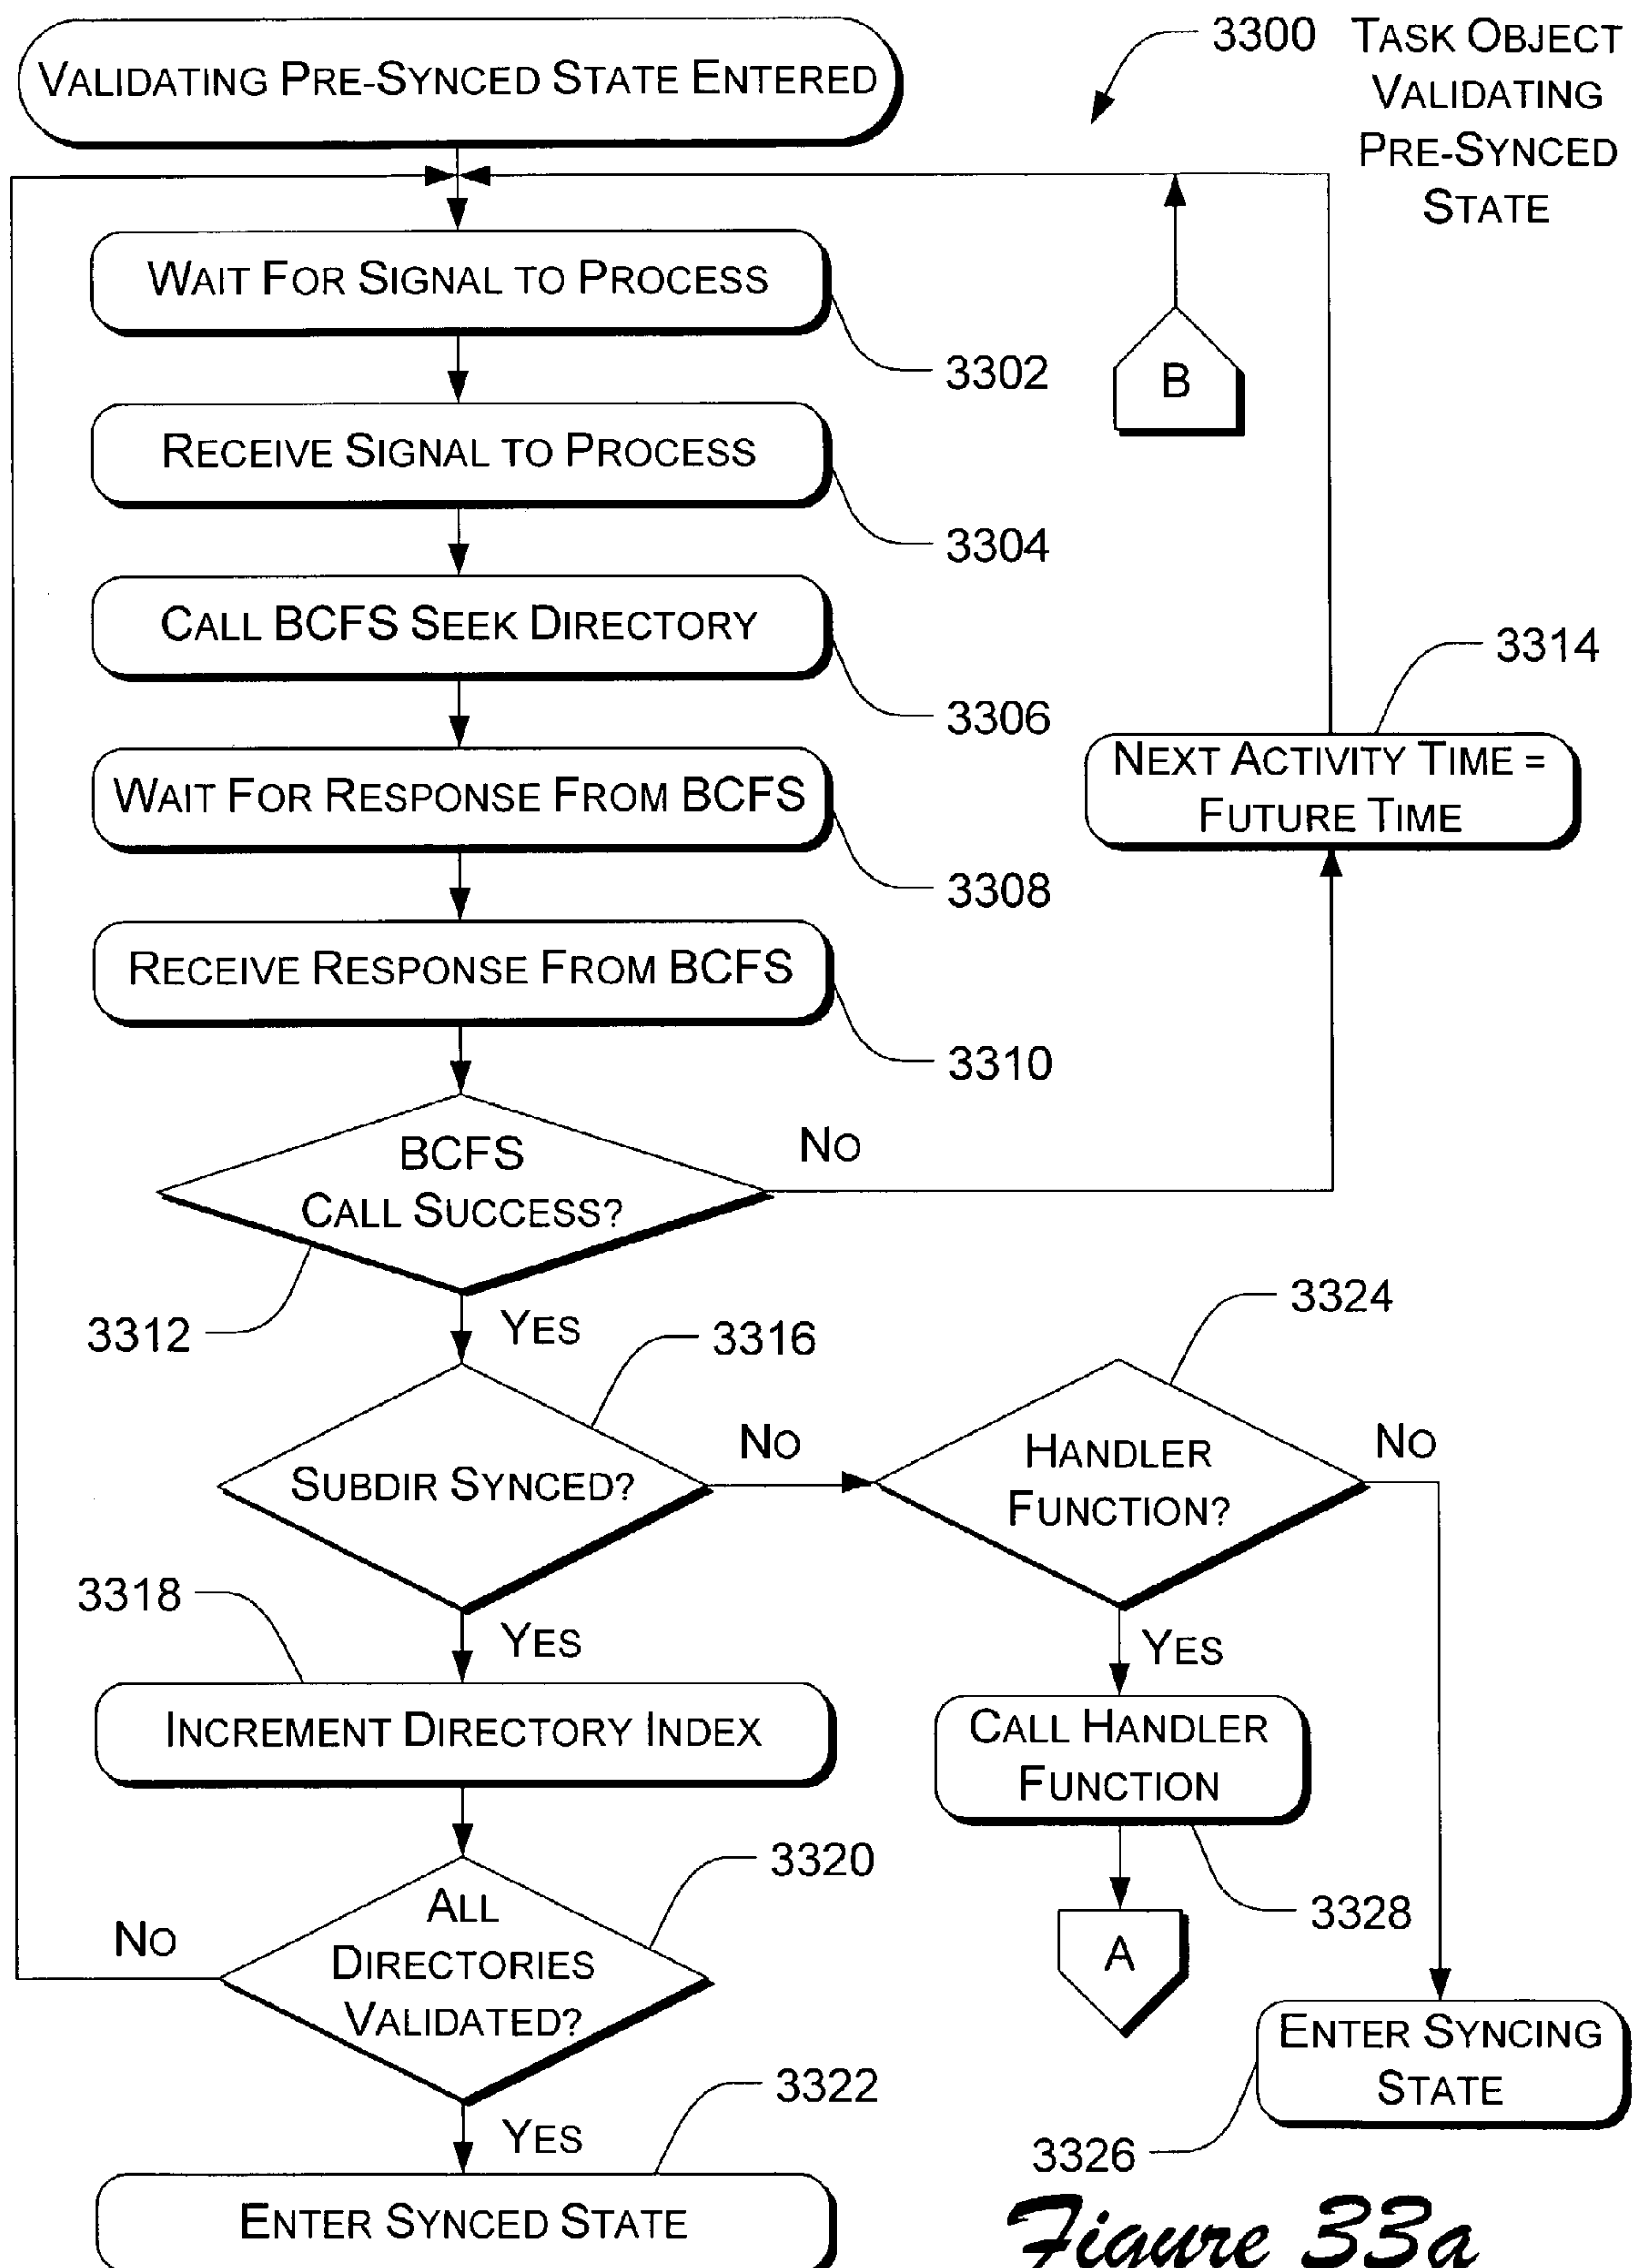 VALIDATING PRE-SYNCED STATE ENTERED
3300 TASK OBJECT
VALIDATING
PRE-SYNCED
STATE
WAIT FOR SIGNAL TO PROCESS
3302
B
RECEIVE SIGNAL TO PROCESS
3304
CALL BCFS SEEK DIRECTORY
3306
3314
NEXT ACTIVITY TIME =
FUTURE TIME
WAIT FOR RESPONSE FROM BCFS
3308
RECEIVE RESPONSE FROM BCFS
3310
BCFS
CALL SUCCESS?
NO
3312
YES
3316
3324
SUBDIR SYNCED?
NO
HANDLER
FUNCTION?
NO
3318
YES
YES
INCREMENT DIRECTORY INDEX
CALL HANDLER
FUNCTION
3328
3320
ALL
DIRECTORIES
VALIDATED?
NO
A
ENTER SYNCING
STATE
3326
3322
YES
ENTER SYNCED STATE
Figure 33a